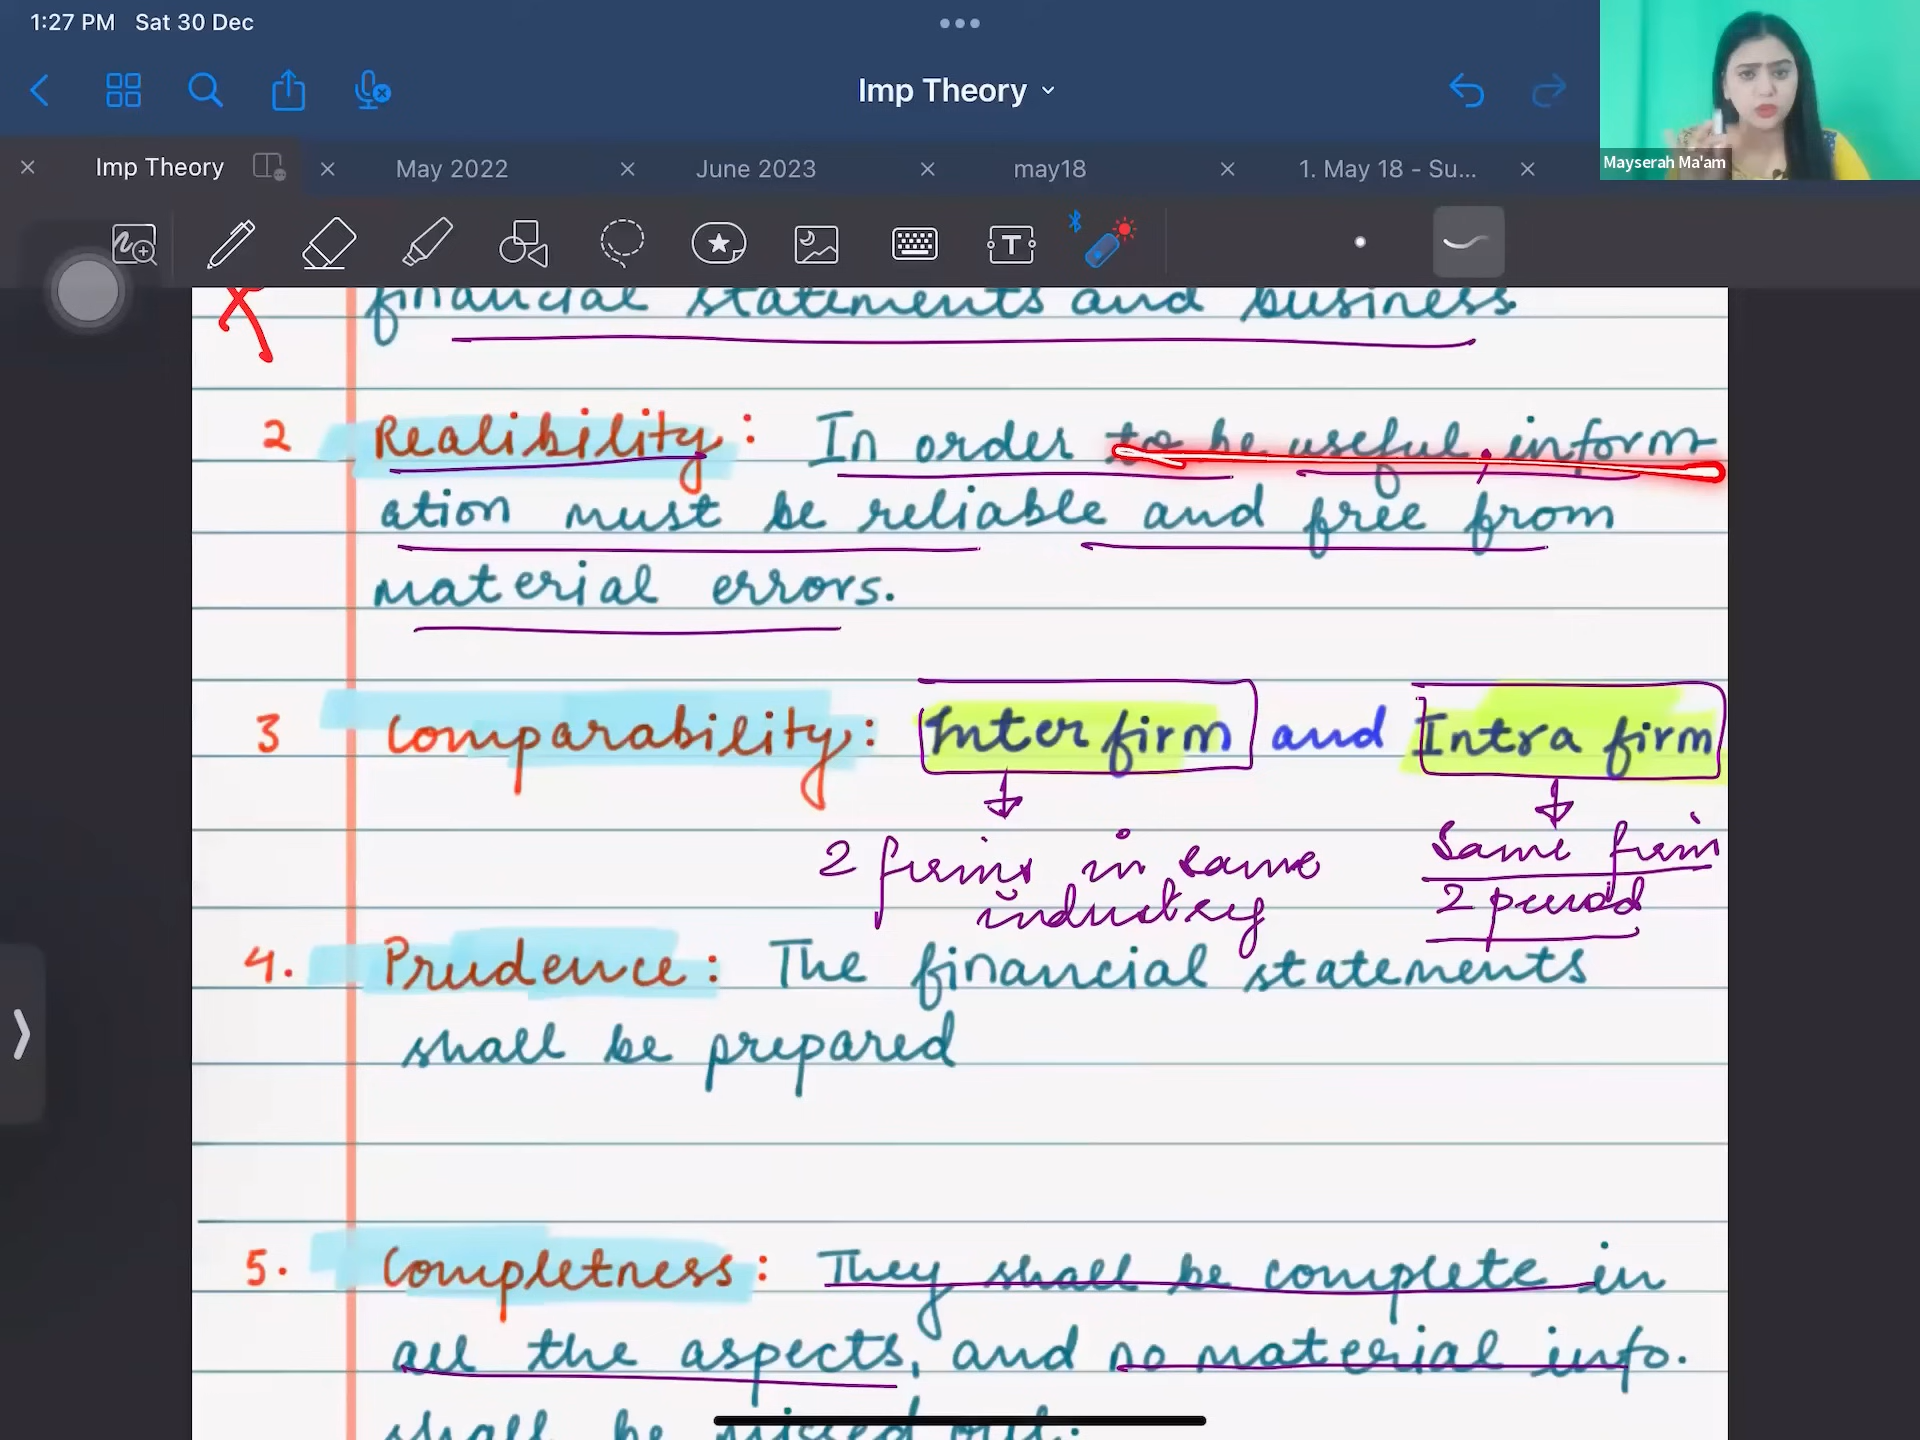 1:27 PM Sat 30 Dec
Imp Theory
Mayserah Ma'am
Imp Theory
May 2022
June 2023
may18
1. May 18 - Su...
T
financial statements and business.
2 Realibility: In order to be useful, inform
ation must be reliable and free from
material errors.
3 Comparability: Inter firm and Intra firm
2 firms in same industry
Same firm
2 period
4. Prudence: The financial statements
shall be prepared
5. Completness: They shall be complete in
all the aspects, and no material info.
shall be missed out.